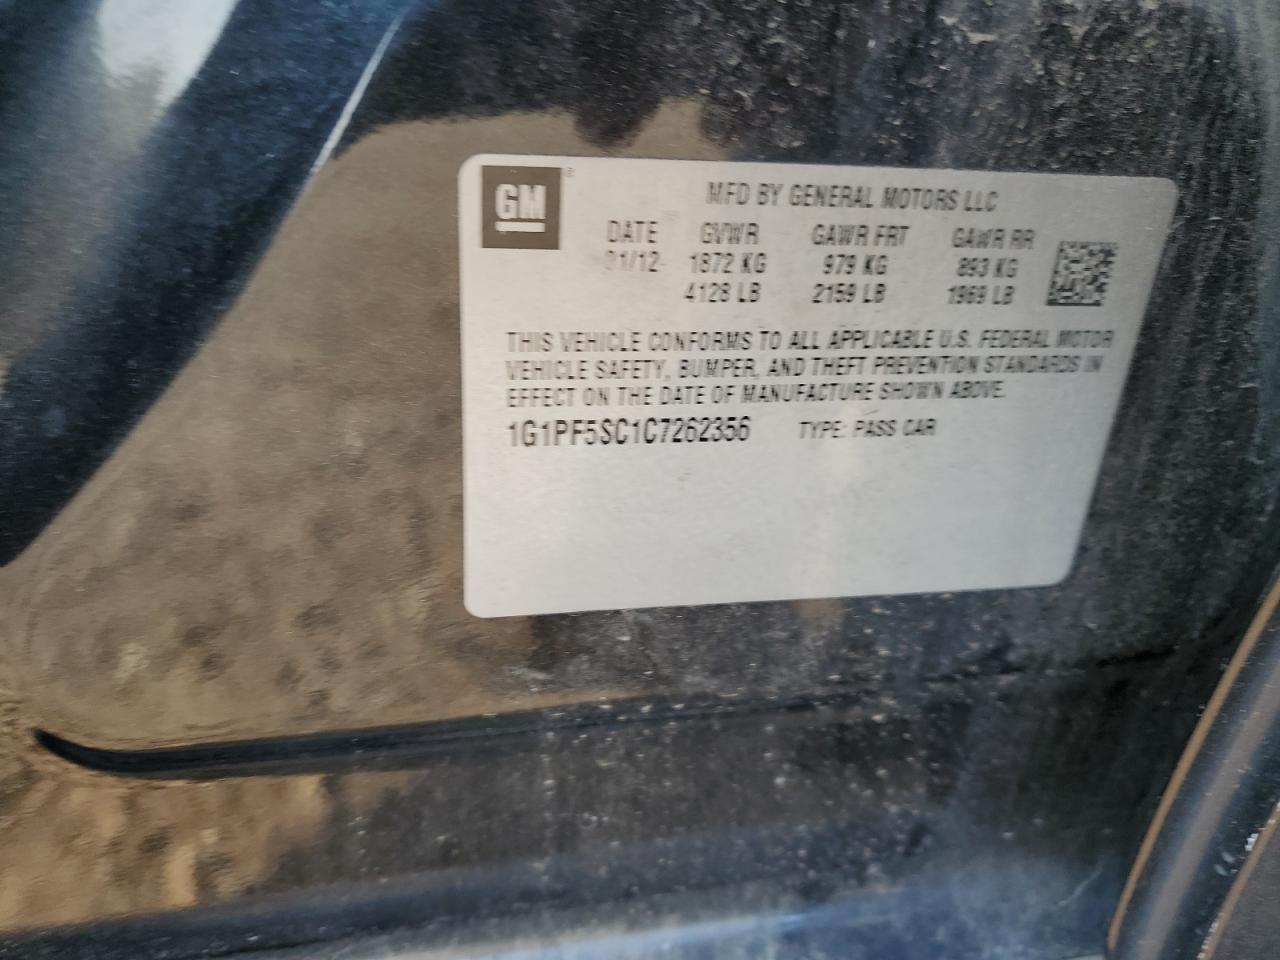 GM
MFD BY GENERAL MOTORS LLC
DATE GVWR GAWR FRT GAWR RR
01/12 1872 KG 979 KG 893 KG
4128 LB 2159 LB 1969 LB
THIS VEHICLE CONFORMS TO ALL APPLICABLE U.S. FEDERAL MOTOR
VEHICLE SAFETY, BUMPER, AND THEFT PREVENTION STANDARDS IN
EFFECT ON THE DATE OF MANUFACTURE SHOWN ABOVE.
1G1PF5SC1C7262356 TYPE: PASS CAR